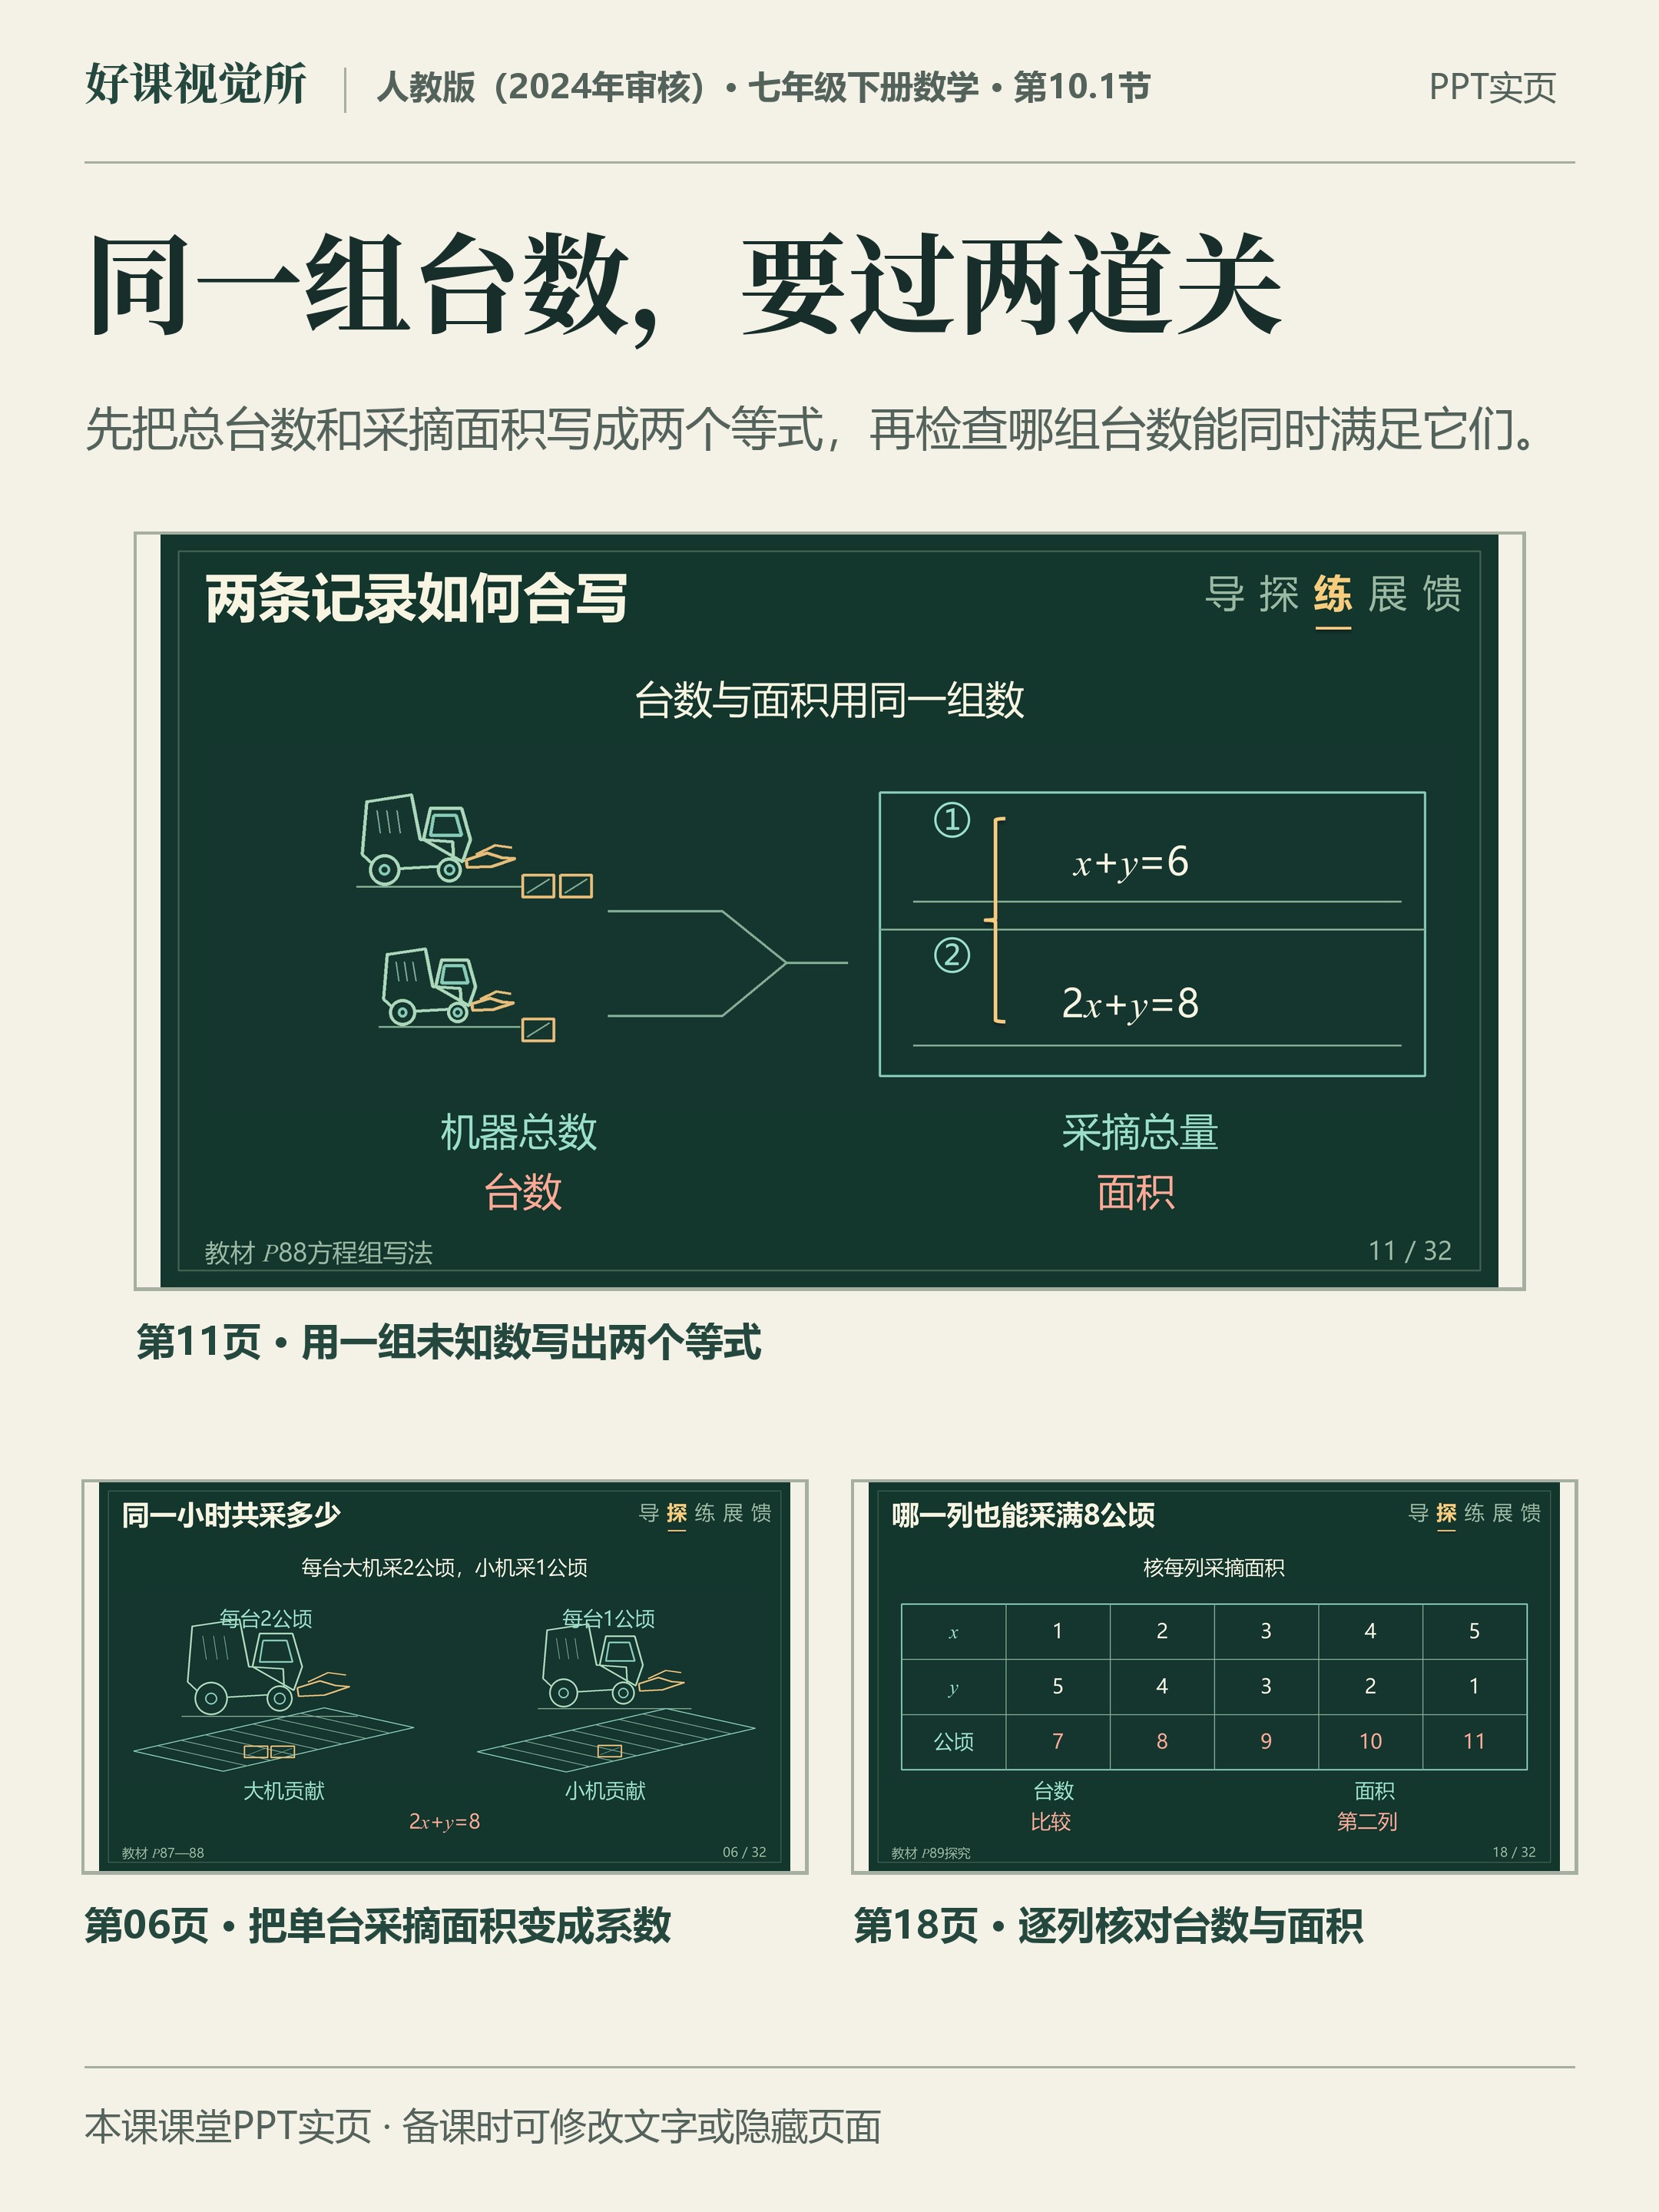 好课视觉所
人教版（2024年审核）· 七年级下册数学 · 第10.1节
PPT实页
同一组台数，要过两道关
先把总台数和采摘面积写成两个等式，再检查哪组台数能同时满足它们。
两条记录如何合写
导 探 练 展 馈
台数与面积用同一组数
①
x+y=6
②
2x+y=8
机器总数
采摘总量
台数
面积
教材 P88方程组写法
11 / 32
第11页 · 用一组未知数写出两个等式
同一小时共采多少
导 探 练 展 馈
每台大机采2公顷，小机采1公顷
每台2公顷
每台1公顷
大机贡献
小机贡献
2x+y=8
教材 P87—88
06 / 32
第06页 · 把单台采摘面积变成系数
哪一列也能采满8公顷
导 探 练 展 馈
核每列采摘面积
x 1 2 3 4 5
y 5 4 3 2 1
公顷 7 8 9 10 11
台数
面积
比较
第二列
教材 P89探究
18 / 32
第18页 · 逐列核对台数与面积
本课课堂PPT实页 · 备课时可修改文字或隐藏页面